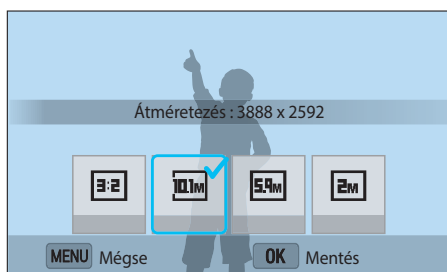 Átméretezés : 3888 x 2592
3:2 10.1M 5.9M 2M
MENU Mégse OK Mentés